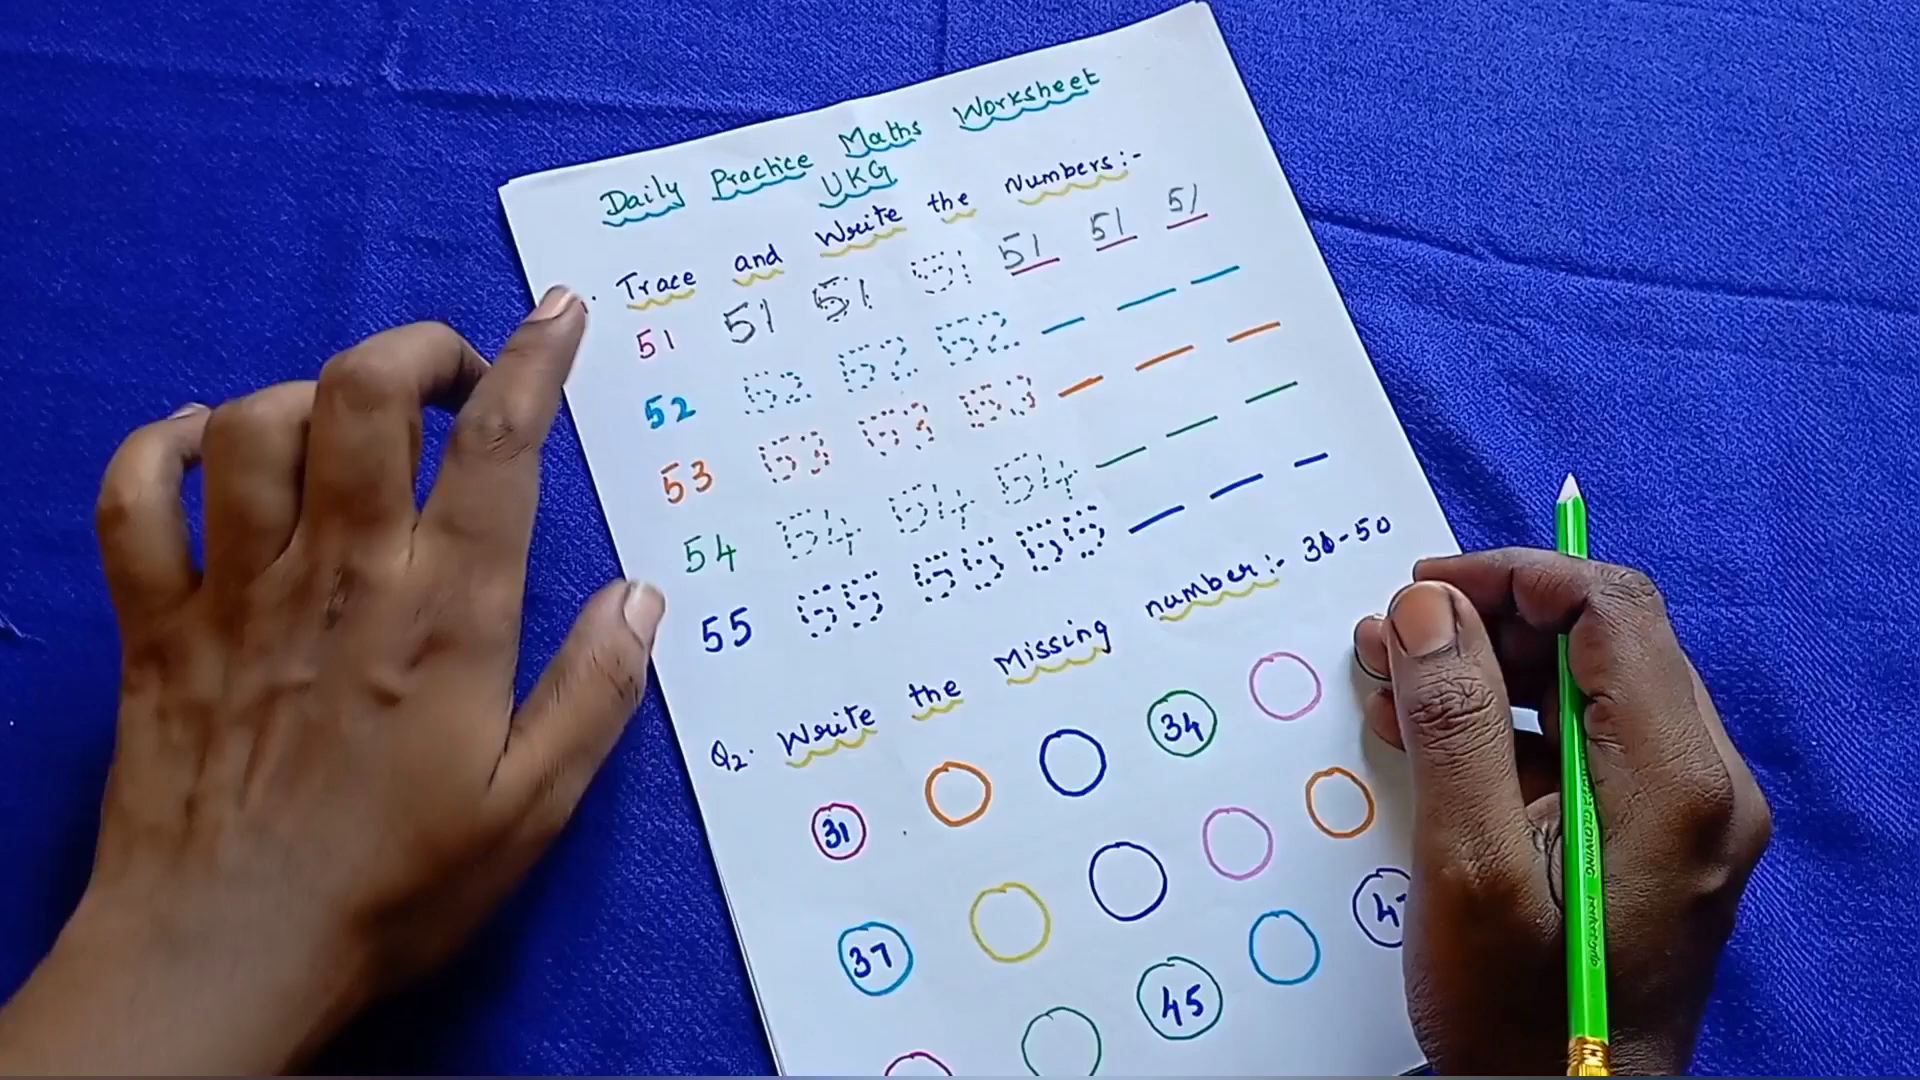 Daily Practice Maths Worksheet
UKG
Trace and Write the Numbers:-
51 51 51 51 51 51 51
52 52 52 52
53 53 53 53
54 54 54 54
55 55 55 55
Q2. Write the Missing number:- 30-50
31 34
37
45